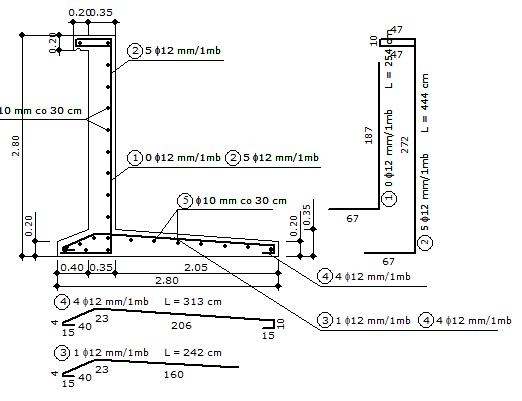 0.20 0.35
0.20
2 5 ϕ12 mm/1mb
10 mm co 30 cm
2.80
1 0 ϕ12 mm/1mb 2 5 ϕ12 mm/1mb
5 ϕ10 mm co 30 cm
0.20
0.20
0.35
0.40 0.35 2.05
2.80
4 4 ϕ12 mm/1mb
4 4 ϕ12 mm/1mb L = 313 cm
4 15 40 23 206 15 10
3 1 ϕ12 mm/1mb 4 4 ϕ12 mm/1mb
3 1 ϕ12 mm/1mb L = 242 cm
4 15 40 23 160
47
10
47
187
272
1 0 ϕ12 mm/1mb L = 254 cm
2 5 ϕ12 mm/1mb L = 444 cm
67
67